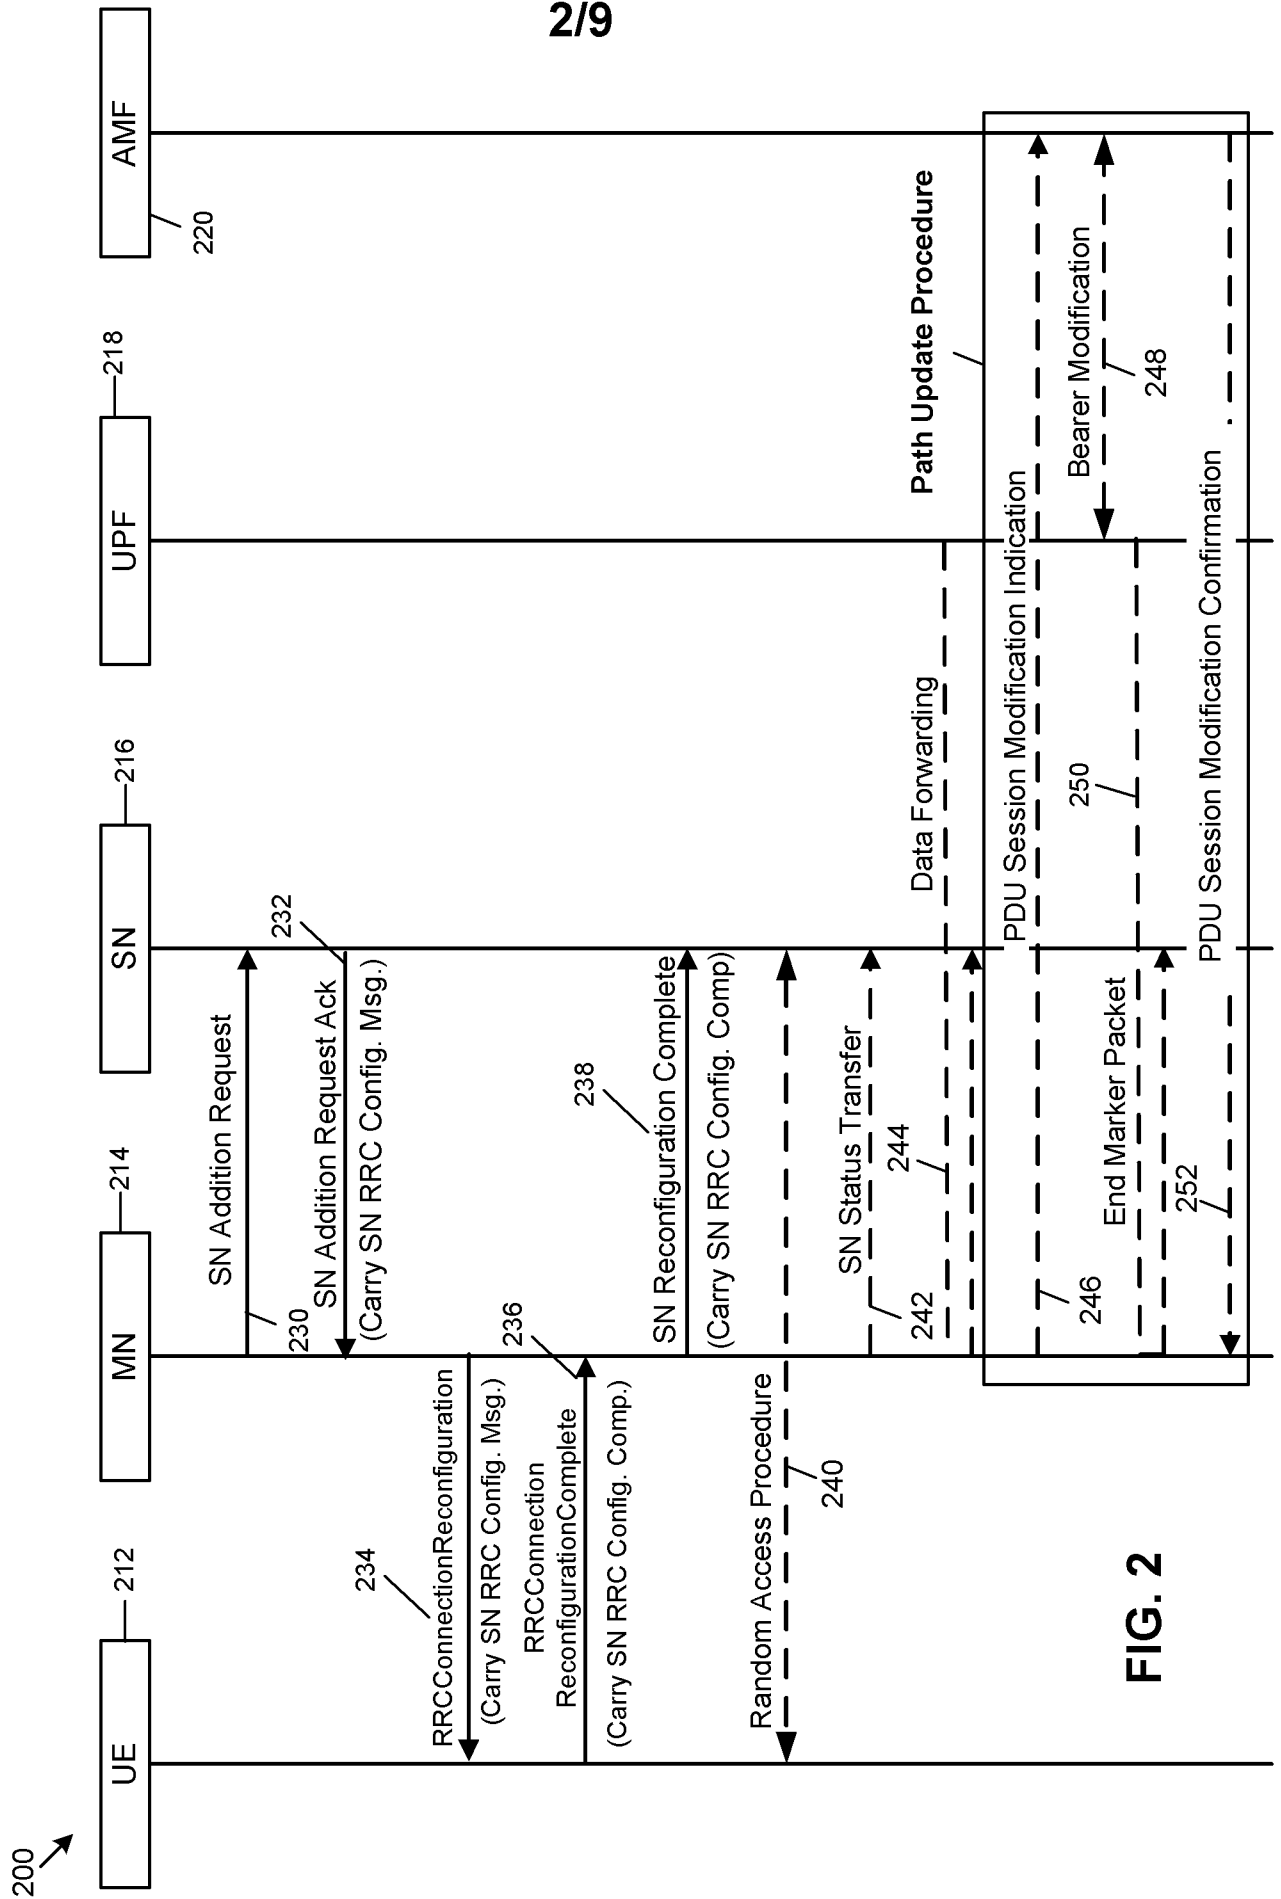 2/9
200
212
214
216
218
220
UE
MN
SN
UPF
AMF
SN Addition Request
230
232
SN Addition Request Ack
(Carry SN RRC Config. Msg.)
234
RRCConnectionReconfiguration
(Carry SN RRC Config. Msg.)
236
RRCConnection
ReconfigurationComplete
(Carry SN RRC Config. Comp.)
238
SN Reconfiguration Complete
(Carry SN RRC Config. Comp)
Random Access Procedure
240
SN Status Transfer
242
244
Data Forwarding
Path Update Procedure
PDU Session Modification Indication
246
Bearer Modification
248
250
End Marker Packet
252
PDU Session Modification Confirmation
FIG. 2